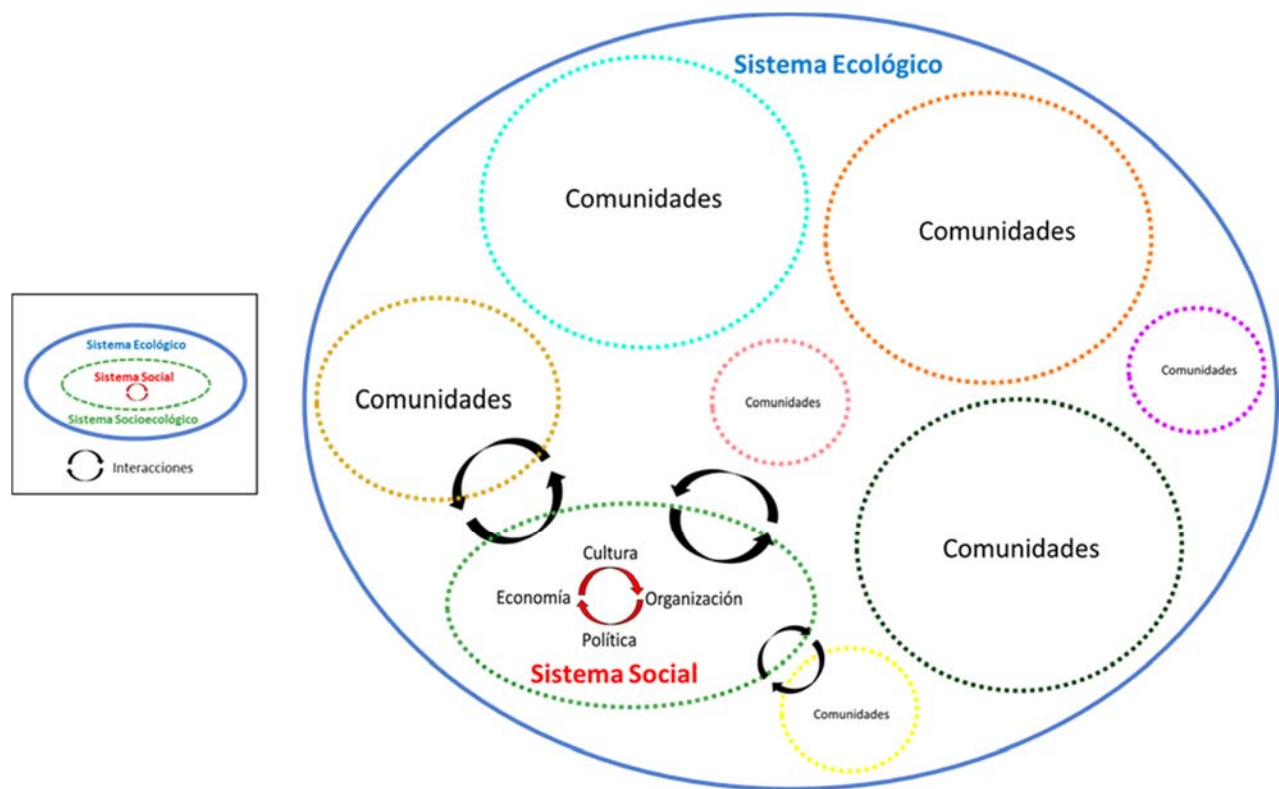 Sistema Ecológico
Comunidades
Comunidades
Comunidades
Comunidades
Comunidades
Comunidades
Cultura
Economía
Organización
Política
Sistema Social
Comunidades
Sistema Ecológico
Sistema Social
Sistema Socioecológico
Interacciones